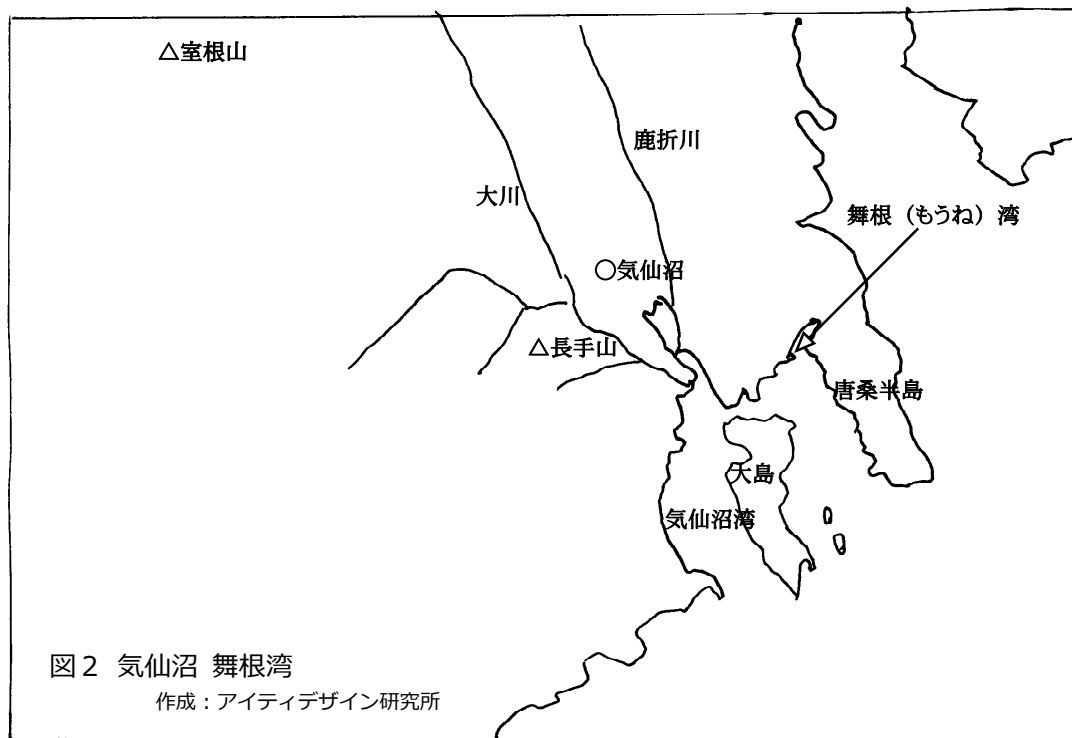 △室根山
鹿折川
大川
舞根（もうね）湾
○気仙沼
△長手山
唐桑半島
大島
気仙沼湾
図２ 気仙沼 舞根湾
作成：アイティデザイン研究所